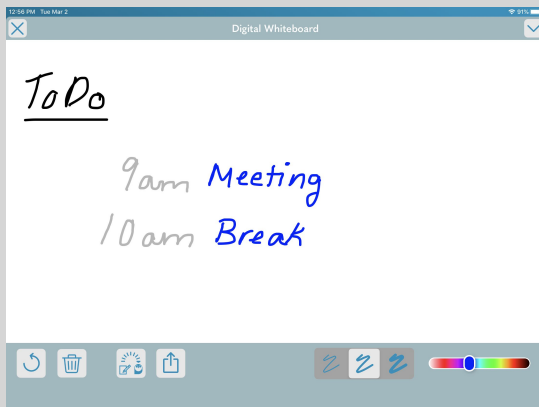 12:56 PM Tue Mar 2 91%
Digital Whiteboard
ToDo
9am Meeting
10am Break